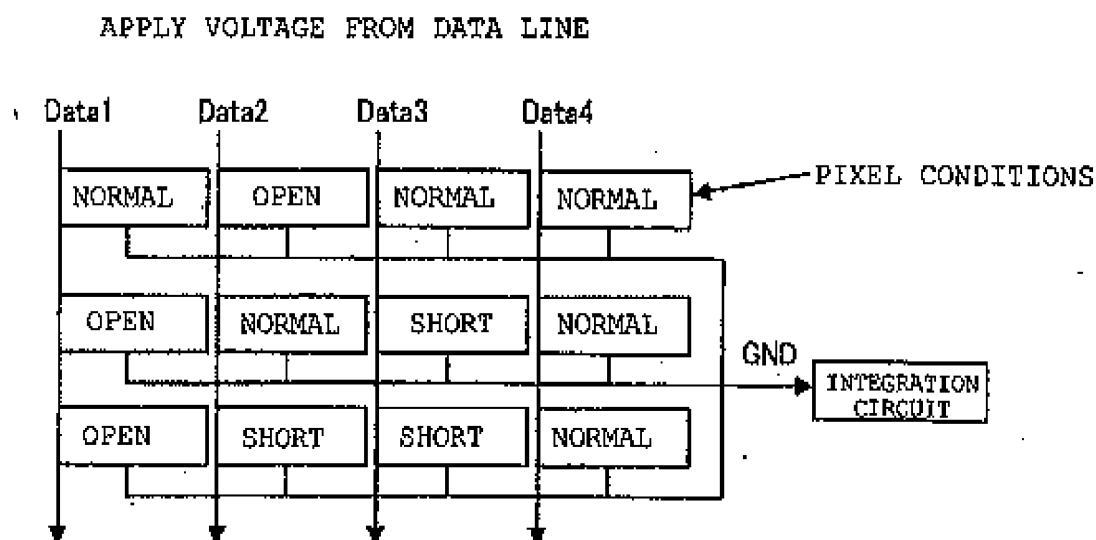 APPLY VOLTAGE FROM DATA LINE
Data1 Data2 Data3 Data4
NORMAL OPEN NORMAL NORMAL
PIXEL CONDITIONS
OPEN NORMAL SHORT NORMAL
GND
INTEGRATION
CIRCUIT
OPEN SHORT SHORT NORMAL